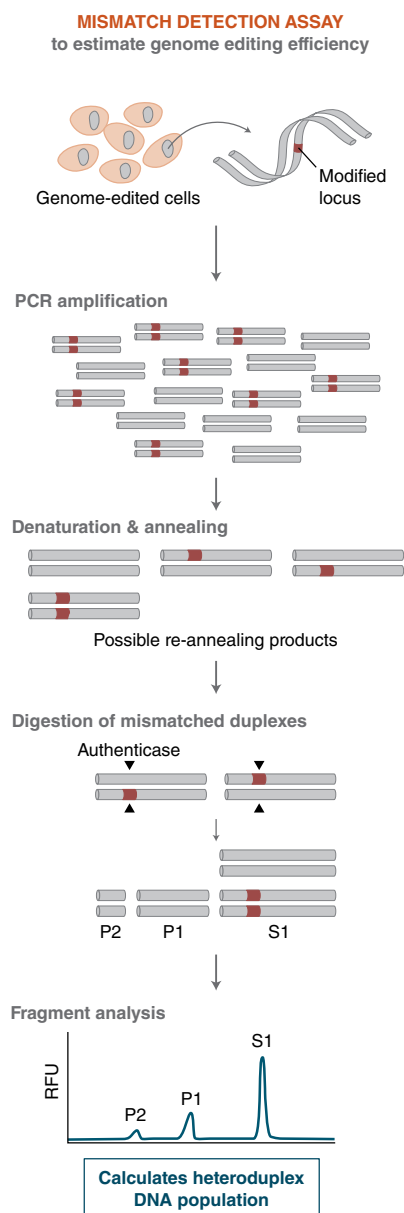 MISMATCH DETECTION ASSAY
to estimate genome editing efficiency
Genome-edited cells
Modified
locus
PCR amplification
Denaturation & annealing
Possible re-annealing products
Digestion of mismatched duplexes
Authenticase
P2
P1
S1
Fragment analysis
RFU
P2
P1
S1
Calculates heteroduplex
DNA population